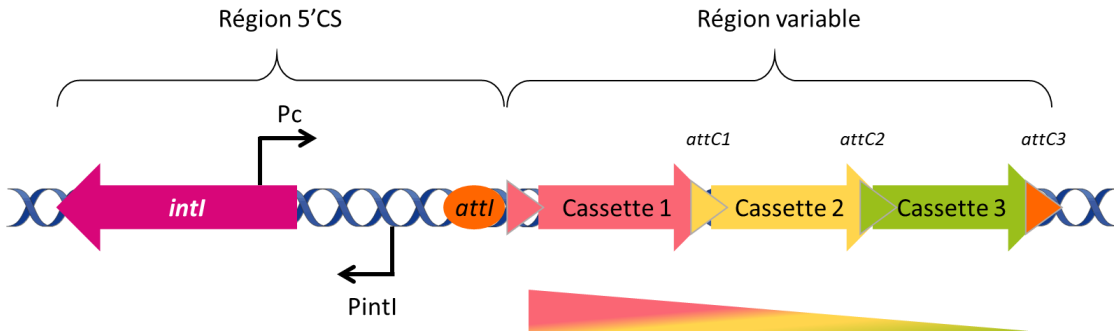 Région 5’CS
Région variable
Pc
attC1
attC2
attC3
intI
attI
Cassette 1
Cassette 2
Cassette 3
PintI